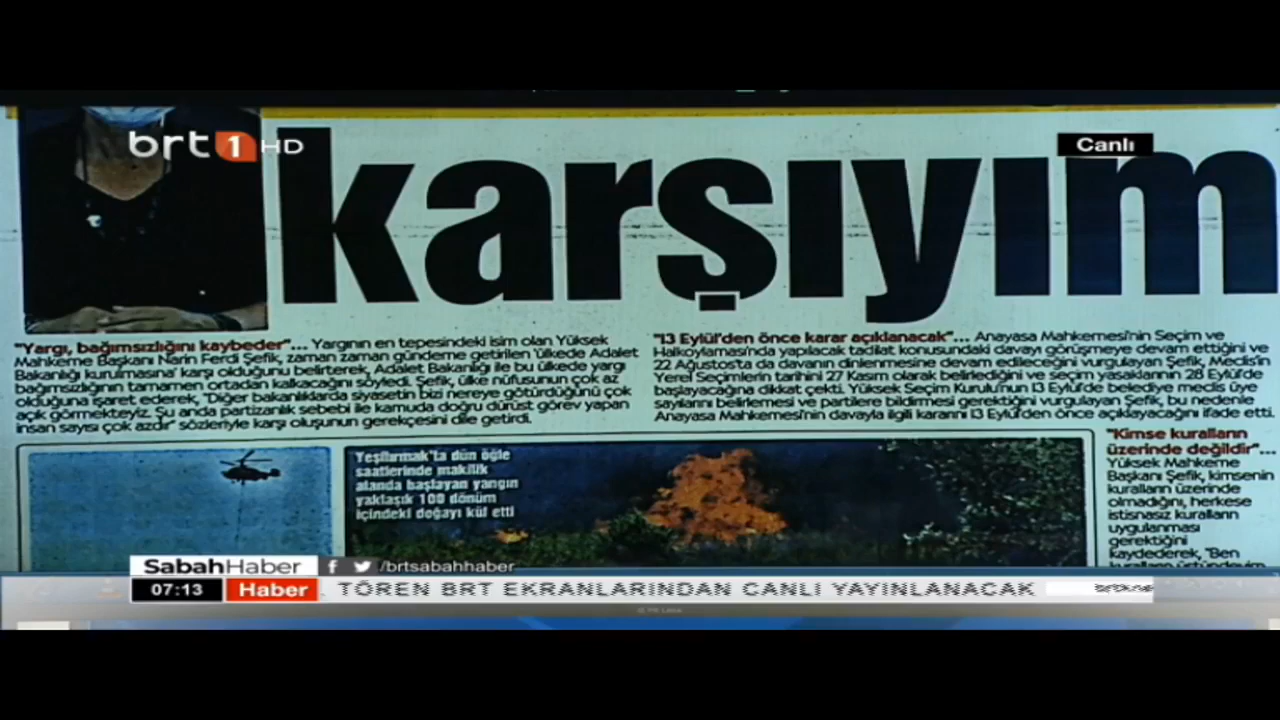 brt 1 HD
Canlı
karşıyım
"Yargı, bağımsızlığını kaybeder"... Yargının en tepesindeki isim olan Yüksek
Mahkeme Başkanı Narin Ferdi Şefik, zaman zaman gündeme getirilen 'ülkede Adalet
Bakanlığı kurulmasına' karşı olduğunu belirterek, Adalet Bakanlığı ile bu ülkede yargı
bağımsızlığının tamamen ortadan kalkacağını söyledi. Şefik, ülke nüfusunun çok az
olduğuna işaret ederek, "Diğer bakanlıklarda siyasetin bizi nereye götürdüğünü çok
açık görmekteyiz. Şu anda partizanlık sebebi ile kamuda doğru dürüst görev yapan
insan sayısı çok azdır" sözleriyle karşı oluşunun gerekçesini dile getirdi.
"13 Eylül'den önce karar açıklanacak"... Anayasa Mahkemesi'nin Seçim ve
Halkoylaması'nda yapılacak tadilat konusundaki davayı görüşmeye devam ettiğini ve
22 Ağustos'ta da davanın dinlenmesine devam edileceğini vurgulayan Şefik, Meclis'in
Yerel Seçimlerin tarihini 27 Kasım olarak belirlediğini ve seçim yasaklarının 28 Eylül'de
başlayacağına dikkat çekti. Yüksek Seçim Kurulu'nun 13 Eylül'de belediye meclis üye
sayılarını belirlemesi ve partilere bildirmesi gerektiğini vurgulayan Şefik, bu nedenle
Anayasa Mahkemesi'nin davayla ilgili kararını 13 Eylül'den önce açıklayacağını ifade etti.
Yeşilırmak'ta dün öğle
saatlerinde makilik
alanda başlayan yangın
yaklaşık 100 dönüm
içindeki doğayı kül etti
"Kimse kuralların
üzerinde değildir"...
Yüksek Mahkeme
Başkanı Şefik, kimsenin
kuralların üzerinde
olmadığını, herkese
istisnasız kuralların
uygulanması
gerektiğini
kaydederek, "Ben
kuralların üstündeyim
SabahHaber
/brtsabahhaber
07:13 Haber
TÖREN BRT EKRANLARINDAN CANLI YAYINLANACAK